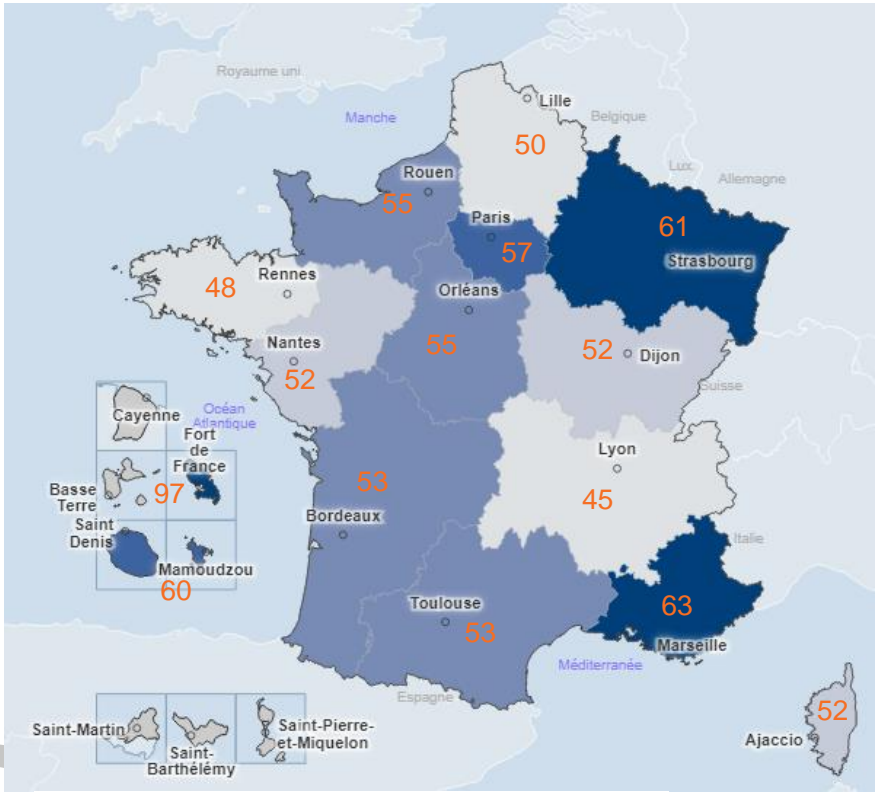 Royaume uni
Manche
Lille
Belgique
50
Lux.
Allemagne
Rouen
55
Paris
57
61
Strasbourg
Rennes
48
Orléans
55
Nantes
52
52
Dijon
Suisse
Océan
Atlantique
Cayenne
Fort
de
France
97
Basse
Terre
Saint
Denis
Mamoudzou
60
53
Bordeaux
Lyon
45
Italie
Toulouse
53
63
Marseille
Méditerranée
Espagne
52
Ajaccio
Saint-Martin
Saint-
Barthélémy
Saint-Pierre-
et-Miquelon